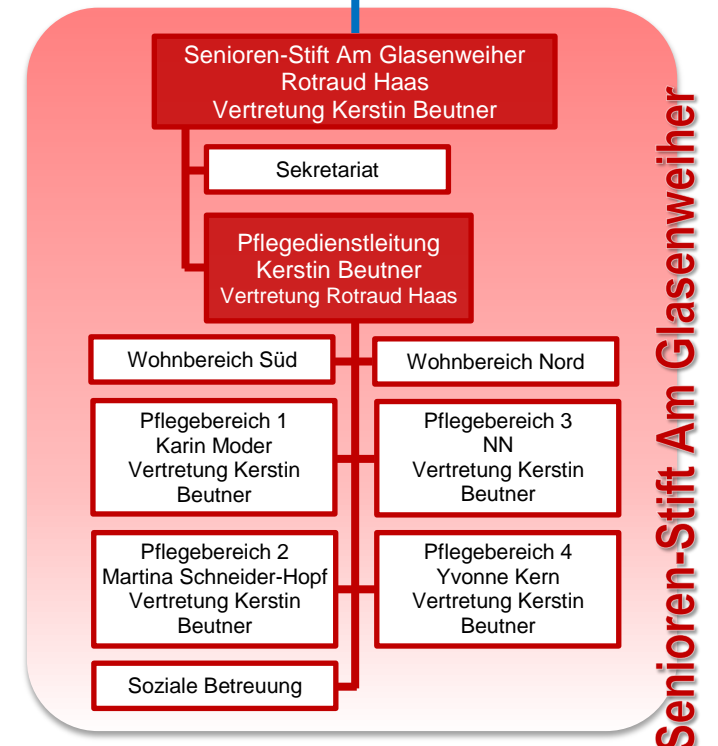 Senioren-Stift Am Glasenweiher
Rotraud Haas
Vertretung Kerstin Beutner
Sekretariat
Pflegedienstleitung
Kerstin Beutner
Vertretung Rotraud Haas
Wohnbereich Süd
Wohnbereich Nord
Pflegebereich 1
Karin Moder
Vertretung Kerstin
Beutner
Pflegebereich 3
NN
Vertretung Kerstin
Beutner
Pflegebereich 2
Martina Schneider-Hopf
Vertretung Kerstin
Beutner
Pflegebereich 4
Yvonne Kern
Vertretung Kerstin
Beutner
Soziale Betreuung
Senioren-Stift Am Glasenweiher